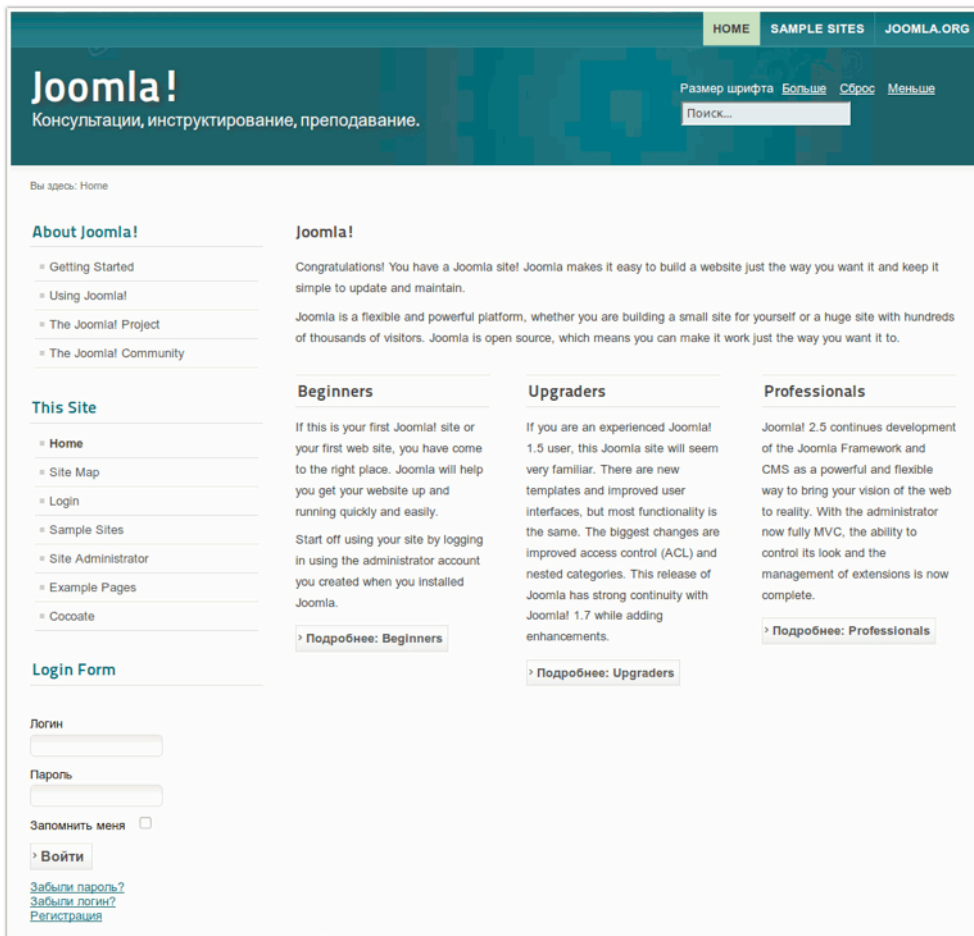 HOME SAMPLE SITES JOOMLA.ORG
Joomla!
Консультации, инструктирование, преподавание.
Размер шрифта Больше Сброс Меньше
Поиск...
Вы здесь: Home
About Joomla!
Getting Started
Using Joomla!
The Joomla! Project
The Joomla! Community
This Site
Home
Site Map
Login
Sample Sites
Site Administrator
Example Pages
Cocoate
Login Form
Логин
Пароль
Запомнить меня
Войти
Забыли пароль?
Забыли логин?
Регистрация
Joomla!
Congratulations! You have a Joomla site! Joomla makes it easy to build a website just the way you want it and keep it
simple to update and maintain.
Joomla is a flexible and powerful platform, whether you are building a small site for yourself or a huge site with hundreds
of thousands of visitors. Joomla is open source, which means you can make it work just the way you want it to.
Beginners
If this is your first Joomla! site or
your first web site, you have come
to the right place. Joomla will help
you get your website up and
running quickly and easily.
Start off using your site by logging
in using the administrator account
you created when you installed
Joomla.
Подробнее: Beginners
Upgraders
If you are an experienced Joomla!
1.5 user, this Joomla site will seem
very familiar. There are new
templates and improved user
interfaces, but most functionality is
the same. The biggest changes are
improved access control (ACL) and
nested categories. This release of
Joomla has strong continuity with
Joomla! 1.7 while adding
enhancements.
Подробнее: Upgraders
Professionals
Joomla! 2.5 continues development
of the Joomla Framework and
CMS as a powerful and flexible
way to bring your vision of the web
to reality. With the administrator
now fully MVC, the ability to
control its look and the
management of extensions is now
complete.
Подробнее: Professionals